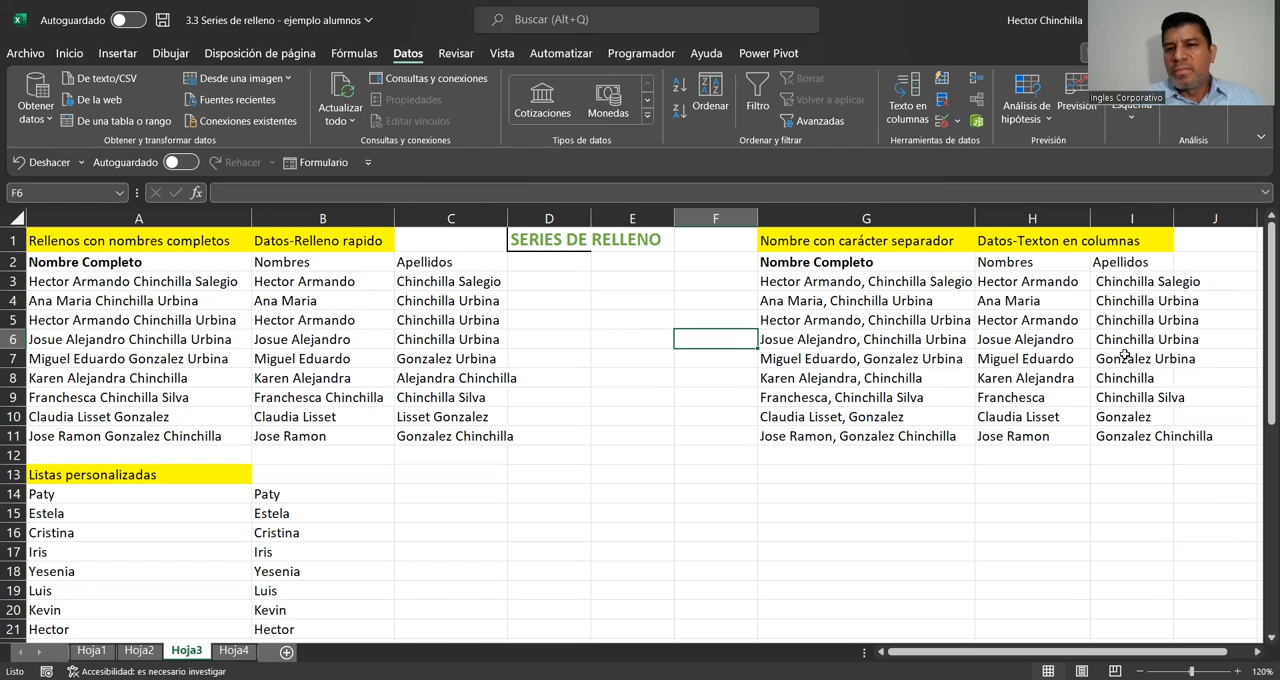 Autoguardado 3.3 Series de relleno - ejemplo alumnos Buscar (Alt+Q) Hector Chinchilla
Archivo Inicio Insertar Dibujar Disposición de página Fórmulas Datos Revisar Vista Automatizar Programador Ayuda Power Pivot
Obtener datos De texto/CSV De la web De una tabla o rango Desde una imagen Fuentes recientes Conexiones existentes
Obtener y transformar datos
Actualizar todo Consultas y conexiones Propiedades Editar vínculos
Consultas y conexiones
Cotizaciones Monedas
Tipos de datos
Ordenar Filtro Borrar Volver a aplicar Avanzadas
Ordenar y filtrar
Texto en columnas
Herramientas de datos
Análisis de hipótesis Previsión
Previsión
Análisis
Ingles Corporativo
Deshacer Autoguardado Rehacer Formulario
F6 fx
A B C D E F G H I J
1 Rellenos con nombres completos Datos-Relleno rapido SERIES DE RELLENO Nombre con carácter separador Datos-Texton en columnas
2 Nombre Completo Nombres Apellidos Nombre Completo Nombres Apellidos
3 Hector Armando Chinchilla Salegio Hector Armando Chinchilla Salegio Hector Armando, Chinchilla Salegio Hector Armando Chinchilla Salegio
4 Ana Maria Chinchilla Urbina Ana Maria Chinchilla Urbina Ana Maria, Chinchilla Urbina Ana Maria Chinchilla Urbina
5 Hector Armando Chinchilla Urbina Hector Armando Chinchilla Urbina Hector Armando, Chinchilla Urbina Hector Armando Chinchilla Urbina
6 Josue Alejandro Chinchilla Urbina Josue Alejandro Chinchilla Urbina Josue Alejandro, Chinchilla Urbina Josue Alejandro Chinchilla Urbina
7 Miguel Eduardo Gonzalez Urbina Miguel Eduardo Gonzalez Urbina Miguel Eduardo, Gonzalez Urbina Miguel Eduardo Gonzalez Urbina
8 Karen Alejandra Chinchilla Karen Alejandra Alejandra Chinchilla Karen Alejandra, Chinchilla Karen Alejandra Chinchilla
9 Franchesca Chinchilla Silva Franchesca Chinchilla Chinchilla Silva Franchesca, Chinchilla Silva Franchesca Chinchilla Silva
10 Claudia Lisset Gonzalez Claudia Lisset Lisset Gonzalez Claudia Lisset, Gonzalez Claudia Lisset Gonzalez
11 Jose Ramon Gonzalez Chinchilla Jose Ramon Gonzalez Chinchilla Jose Ramon, Gonzalez Chinchilla Jose Ramon Gonzalez Chinchilla
12
13 Listas personalizadas
14 Paty Paty
15 Estela Estela
16 Cristina Cristina
17 Iris Iris
18 Yesenia Yesenia
19 Luis Luis
20 Kevin Kevin
21 Hector Hector
Hoja1 Hoja2 Hoja3 Hoja4
Listo Accesibilidad: es necesario investigar 120%